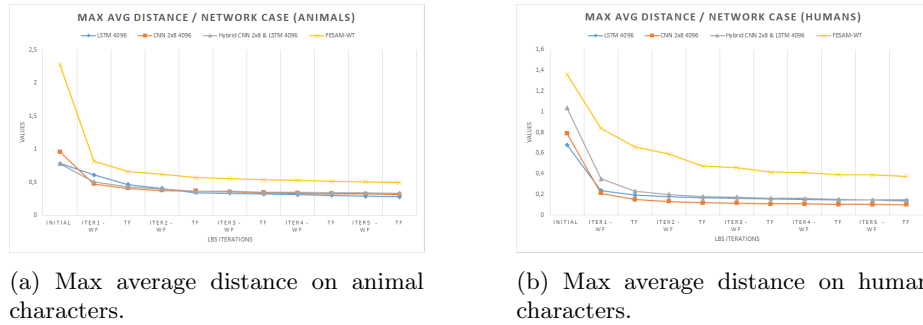 MAX AVG DISTANCE / NETWORK CASE (ANIMALS)
LSTM 4096 CNN 2x8 4096 Hybrid CNN 2x8 & LSTM 4096 FESAM-WT
2,5
2
1,5
1
0,5
0
VALUES
INITIAL ITER1 - WF TF ITER2 - WF TF ITER3 - WF TF ITER4 - WF TF ITER5 - WF TF
LBS ITERATIONS
(a) Max average distance on animal
characters.
MAX AVG DISTANCE / NETWORK CASE (HUMANS)
LSTM 4096 CNN 2x8 4096 Hybrid CNN 2x8 & LSTM 4096 FESAM-WT
1,6
1,4
1,2
1
0,8
0,6
0,4
0,2
0
VALUES
INITIAL ITER1 - WF TF ITER2 - WF TF ITER3 - WF TF ITER4 - WF TF ITER5 - WF TF
LBS ITERATIONS
(b) Max average distance on human
characters.